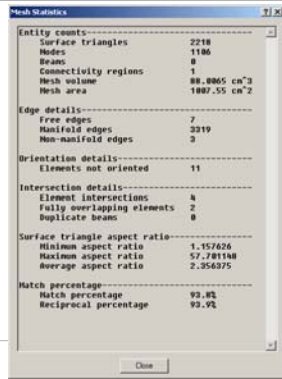 Mesh Statistics
Entity counts
Surface triangles 2218
Nodes 1106
Beams 0
Connectivity regions 1
Mesh volume 88.0065 cm^3
Mesh area 1007.55 cm^2
Edge details
Free edges 7
Manifold edges 3319
Non-manifold edges 3
Orientation details
Elements not oriented 11
Intersection details
Element intersections 4
Fully overlapping elements 2
Duplicate beams 0
Surface triangle aspect ratio
Minimum aspect ratio 1.157626
Maximum aspect ratio 57.701140
Average aspect ratio 2.356375
Match percentage
Match percentage 93.8%
Reciprocal percentage 93.9%
Close